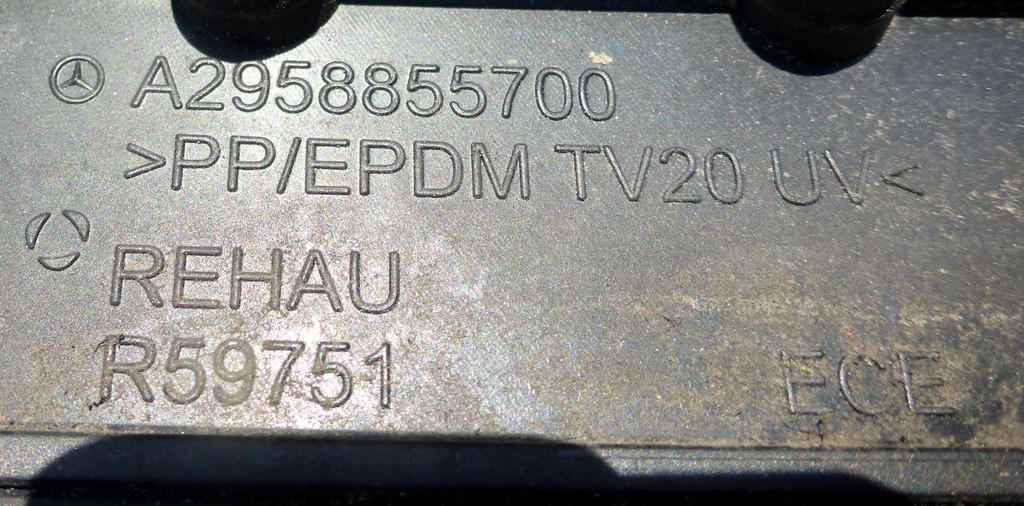 A2958855700
>PP/EPDM TV20 UV<
REHAU
R59751
ECE